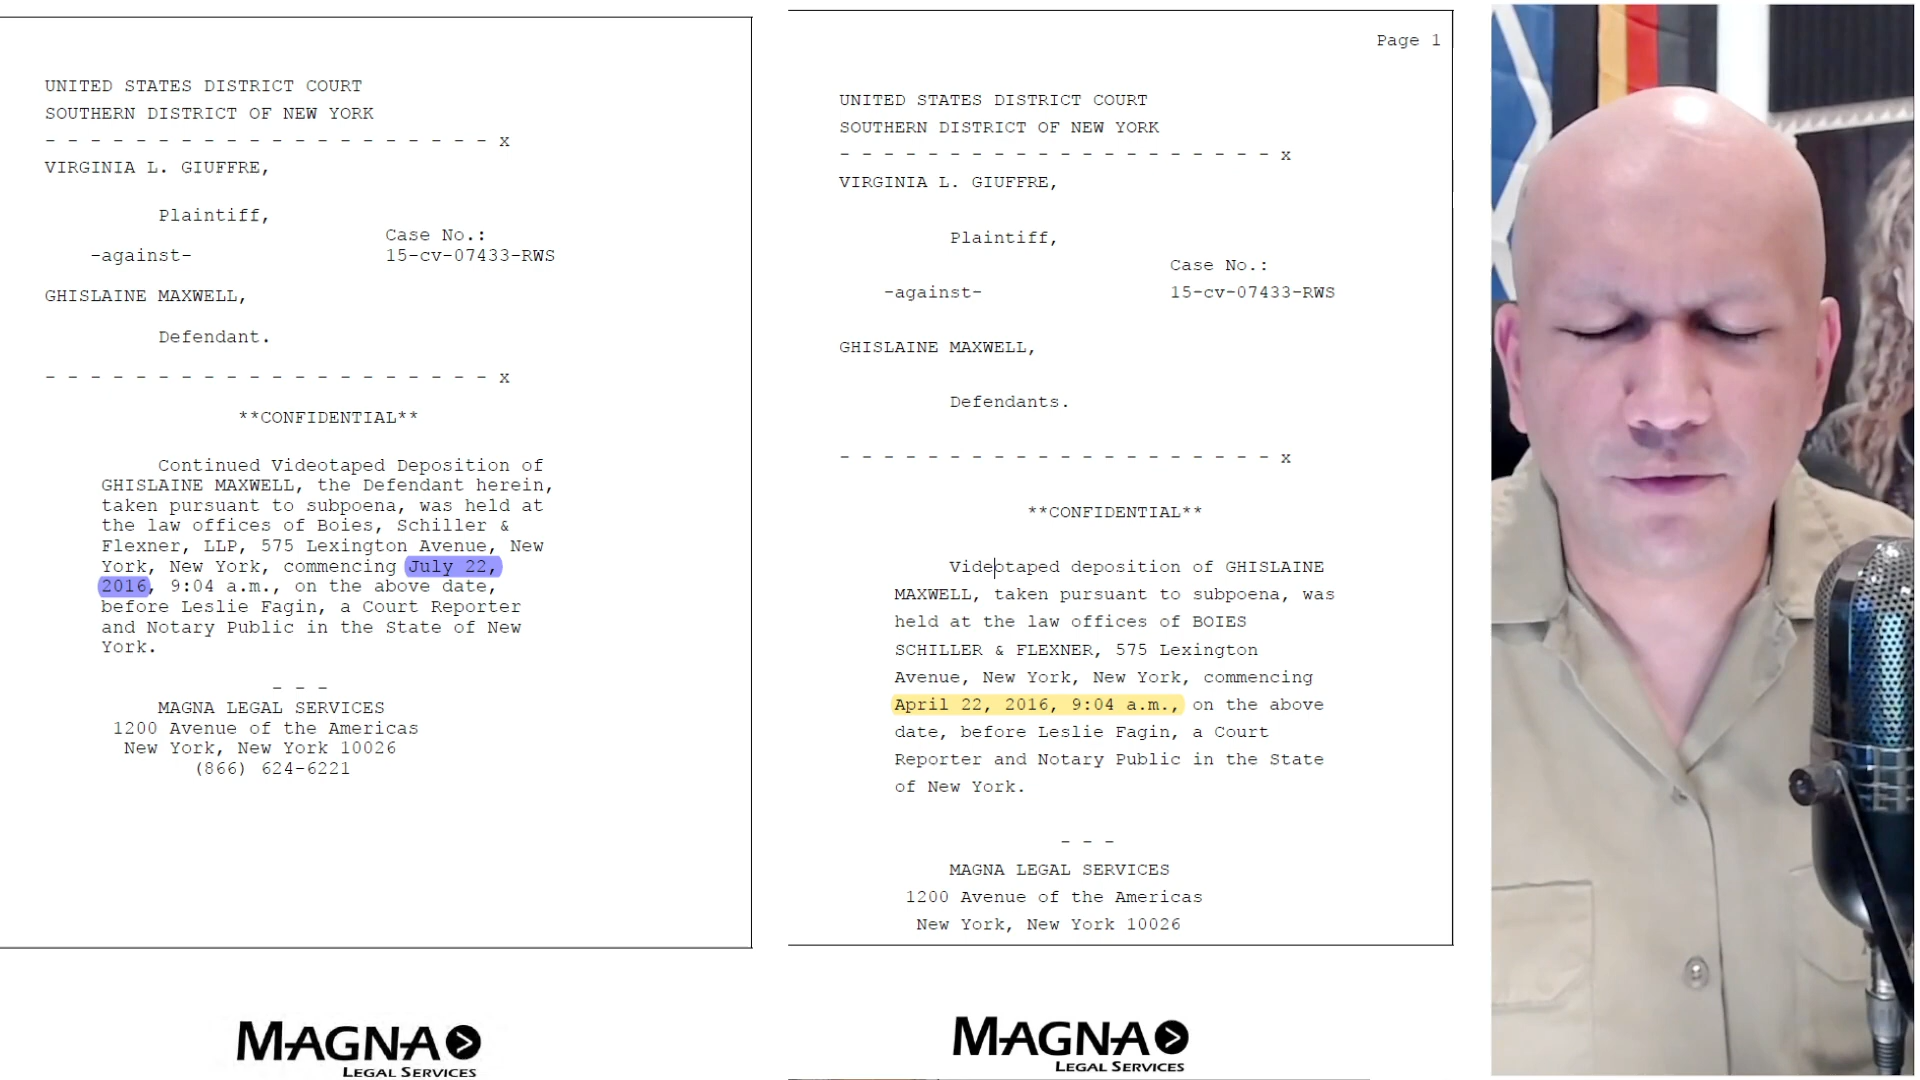 UNITED STATES DISTRICT COURT
SOUTHERN DISTRICT OF NEW YORK
- - - - - - - - - - - - - - - - - - - - x
VIRGINIA L. GIUFFRE,
Plaintiff,
Case No.:
-against- 15-cv-07433-RWS
GHISLAINE MAXWELL,
Defendant.
- - - - - - - - - - - - - - - - - - - - x
**CONFIDENTIAL**
Continued Videotaped Deposition of
GHISLAINE MAXWELL, the Defendant herein,
taken pursuant to subpoena, was held at
the law offices of Boies, Schiller &
Flexner, LLP, 575 Lexington Avenue, New
York, New York, commencing July 22,
2016, 9:04 a.m., on the above date,
before Leslie Fagin, a Court Reporter
and Notary Public in the State of New
York.
- - -
MAGNA LEGAL SERVICES
1200 Avenue of the Americas
New York, New York 10026
(866) 624-6221
MAGNA
LEGAL SERVICES
Page 1
UNITED STATES DISTRICT COURT
SOUTHERN DISTRICT OF NEW YORK
- - - - - - - - - - - - - - - - - - - - x
VIRGINIA L. GIUFFRE,
Plaintiff,
Case No.:
-against- 15-cv-07433-RWS
GHISLAINE MAXWELL,
Defendants.
- - - - - - - - - - - - - - - - - - - - x
**CONFIDENTIAL**
Videotaped deposition of GHISLAINE
MAXWELL, taken pursuant to subpoena, was
held at the law offices of BOIES
SCHILLER & FLEXNER, 575 Lexington
Avenue, New York, New York, commencing
April 22, 2016, 9:04 a.m., on the above
date, before Leslie Fagin, a Court
Reporter and Notary Public in the State
of New York.
- - -
MAGNA LEGAL SERVICES
1200 Avenue of the Americas
New York, New York 10026
MAGNA
LEGAL SERVICES